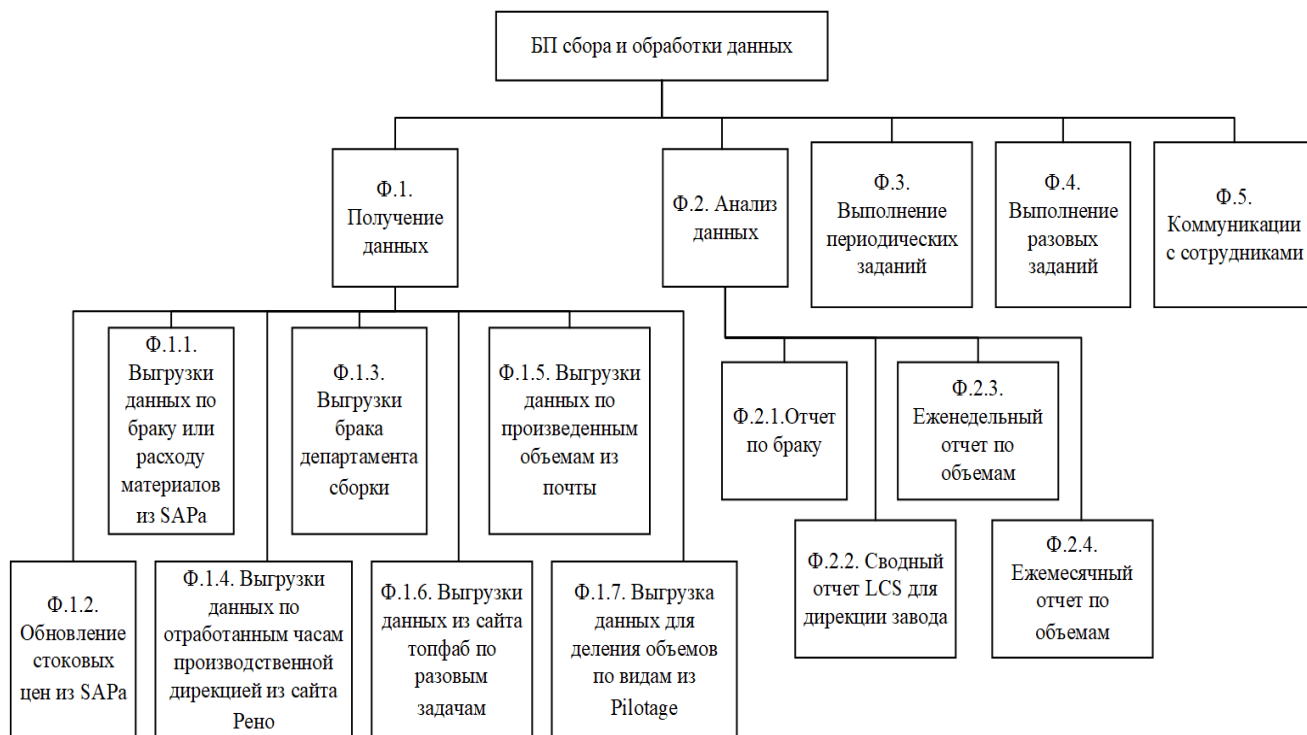 БП сбора и обработки данных
Ф.1.
Получение
данных
Ф.2. Анализ
данных
Ф.3.
Выполнение
периодических
заданий
Ф.4.
Выполнение
разовых
заданий
Ф.5.
Коммуникации
с сотрудниками
Ф.1.1.
Выгрузки
данных по
браку или
расходу
материалов
из SAPа
Ф.1.3.
Выгрузки
брака
департамента
сборки
Ф.1.5. Выгрузки
данных по
произведенным
объемам из
почты
Ф.2.1.Отчет
по браку
Ф.2.3.
Еженедельный
отчет по
объемам
Ф.1.2.
Обновление
стоковых
цен из SAPа
Ф.1.4. Выгрузки
данных по
отработанным часам
производственной
дирекцией из сайта
Рено
Ф.1.6. Выгрузки
данных из сайта
топфаб по
разовым
задачам
Ф.1.7. Выгрузка
данных для
деления объемов
по видам из
Pilotage
Ф.2.2. Сводный
отчет LCS для
дирекции завода
Ф.2.4.
Ежемесячный
отчет по
объемам